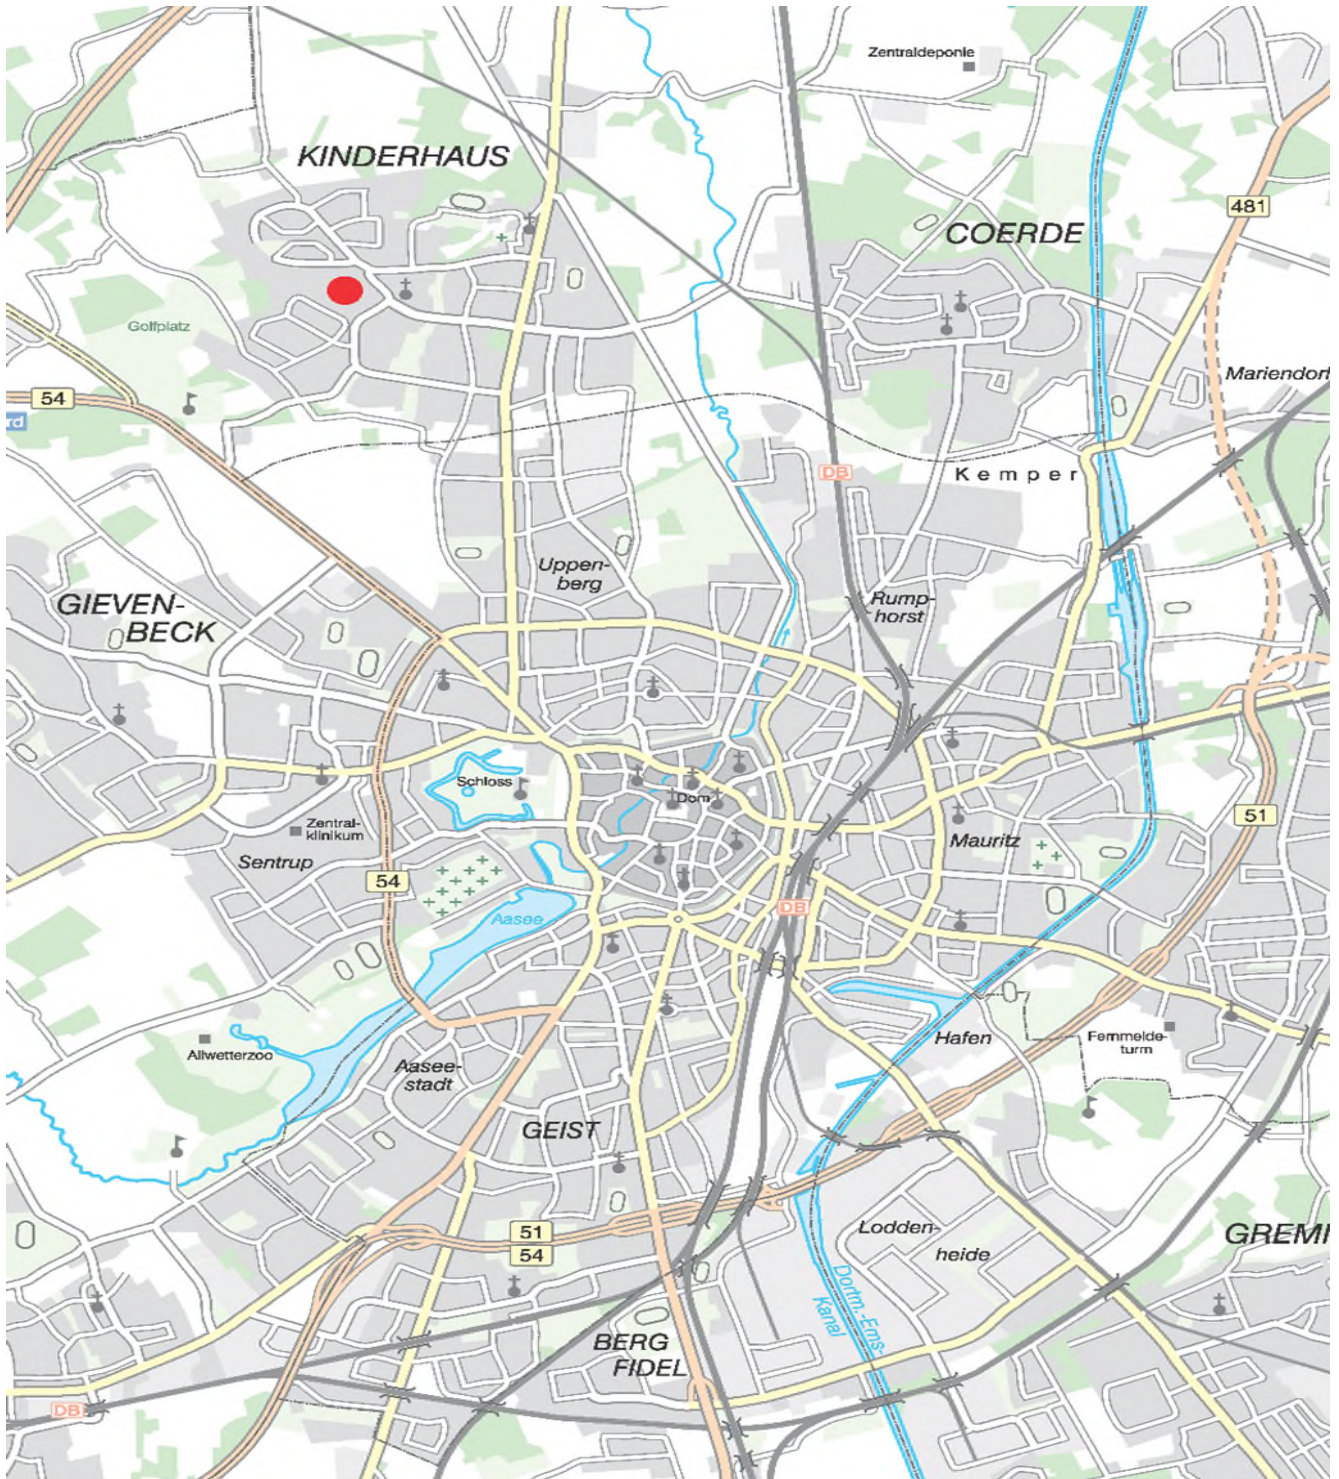 Zentraldeponie
KINDERHAUS
481
COERDE
Golfplatz
Mariendorf
54
rd
DB
Kemper
Uppen-
berg
GIEVEN-
BECK
Rump-
horst
Schloss
Dom
Zentral-
klinikum
51
Sentrup
Mauritz
54
Aasee
DB
Hafen
Fernmelde-
turm
Allwetterzoo
Aasee-
stadt
GEIST
51
54
Lodden-
heide
GREMI
Dortm.-Ems-
Kanal
BERG
FIDEL
DB